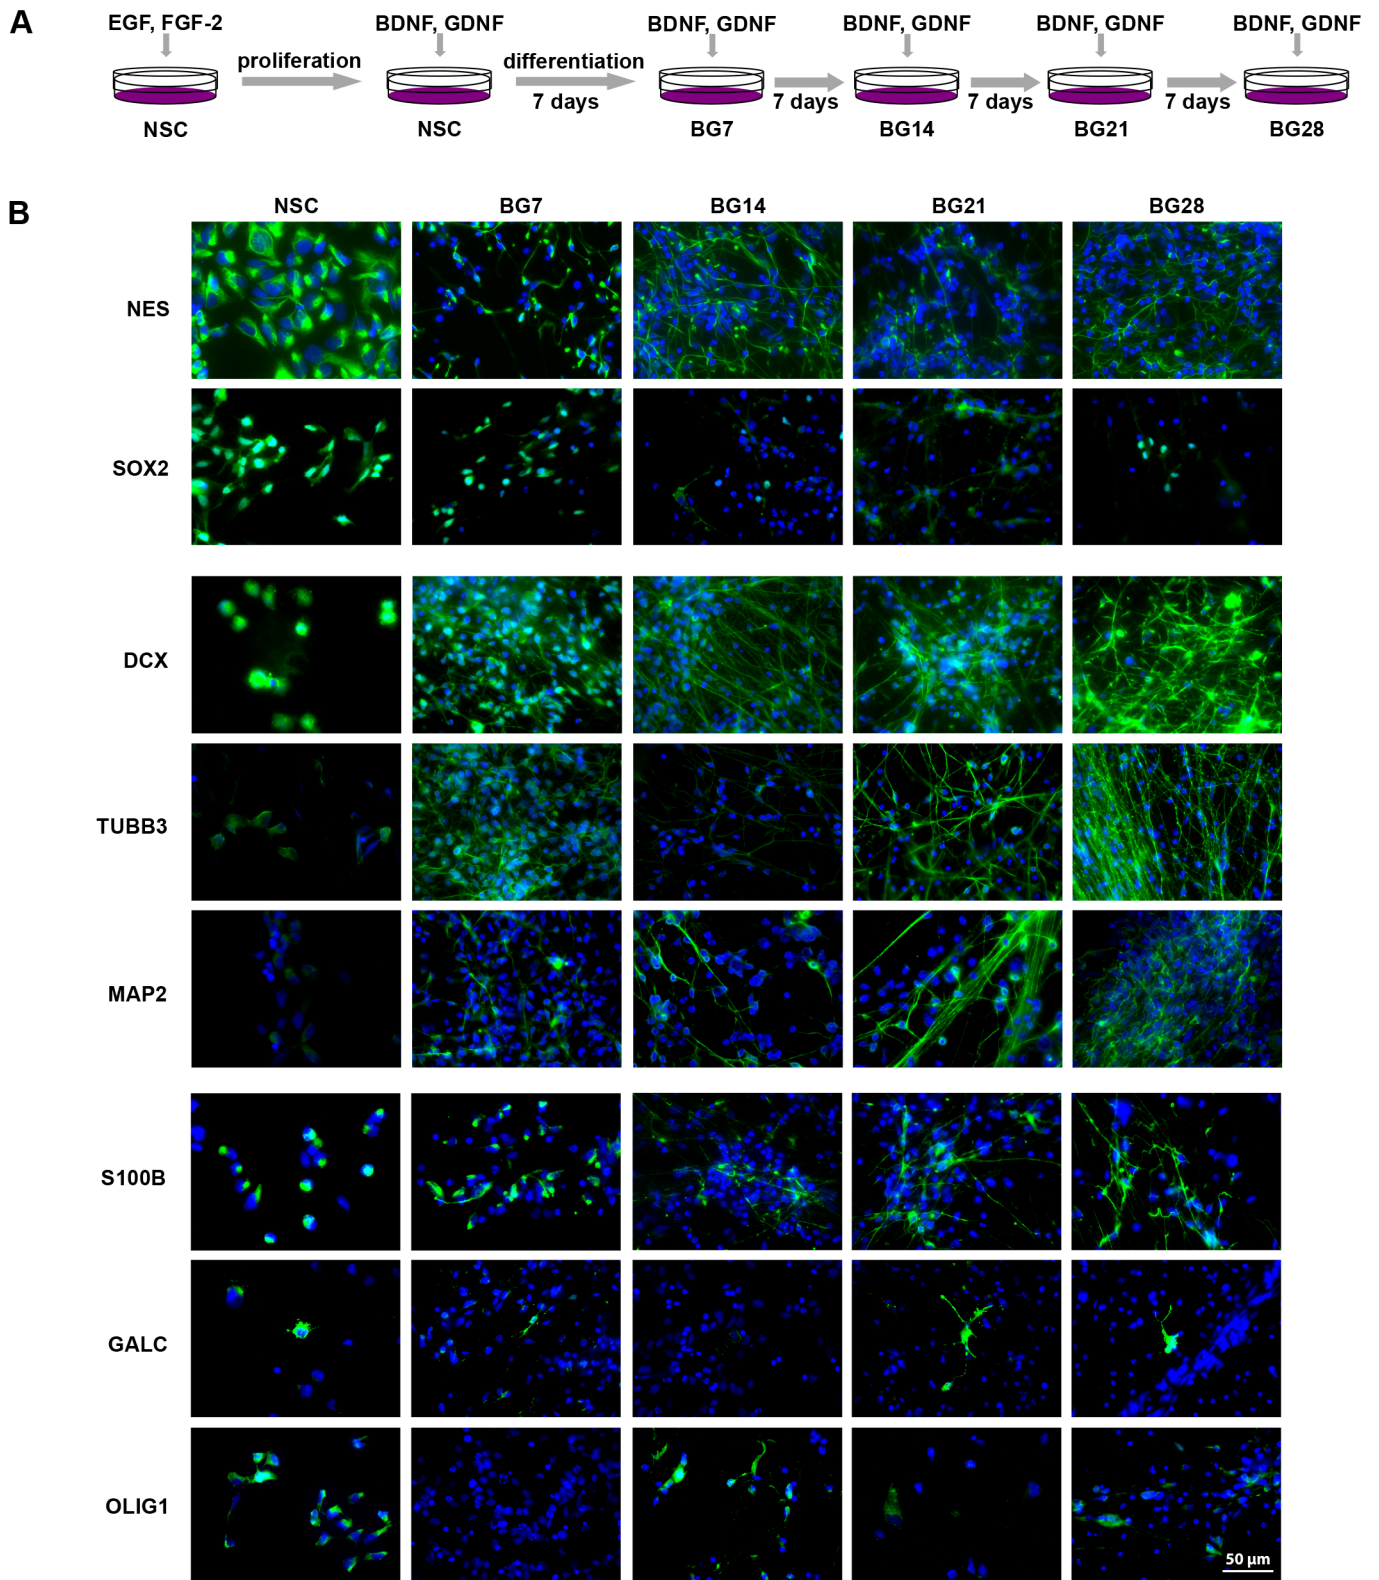 A
EGF, FGF-2 BDNF, GDNF BDNF, GDNF BDNF, GDNF BDNF, GDNF BDNF, GDNF
proliferation differentiation
7 days 7 days 7 days 7 days
NSC NSC BG7 BG14 BG21 BG28
B
NSC BG7 BG14 BG21 BG28
NES
SOX2
DCX
TUBB3
MAP2
S100B
GALC
OLIG1
50 µm